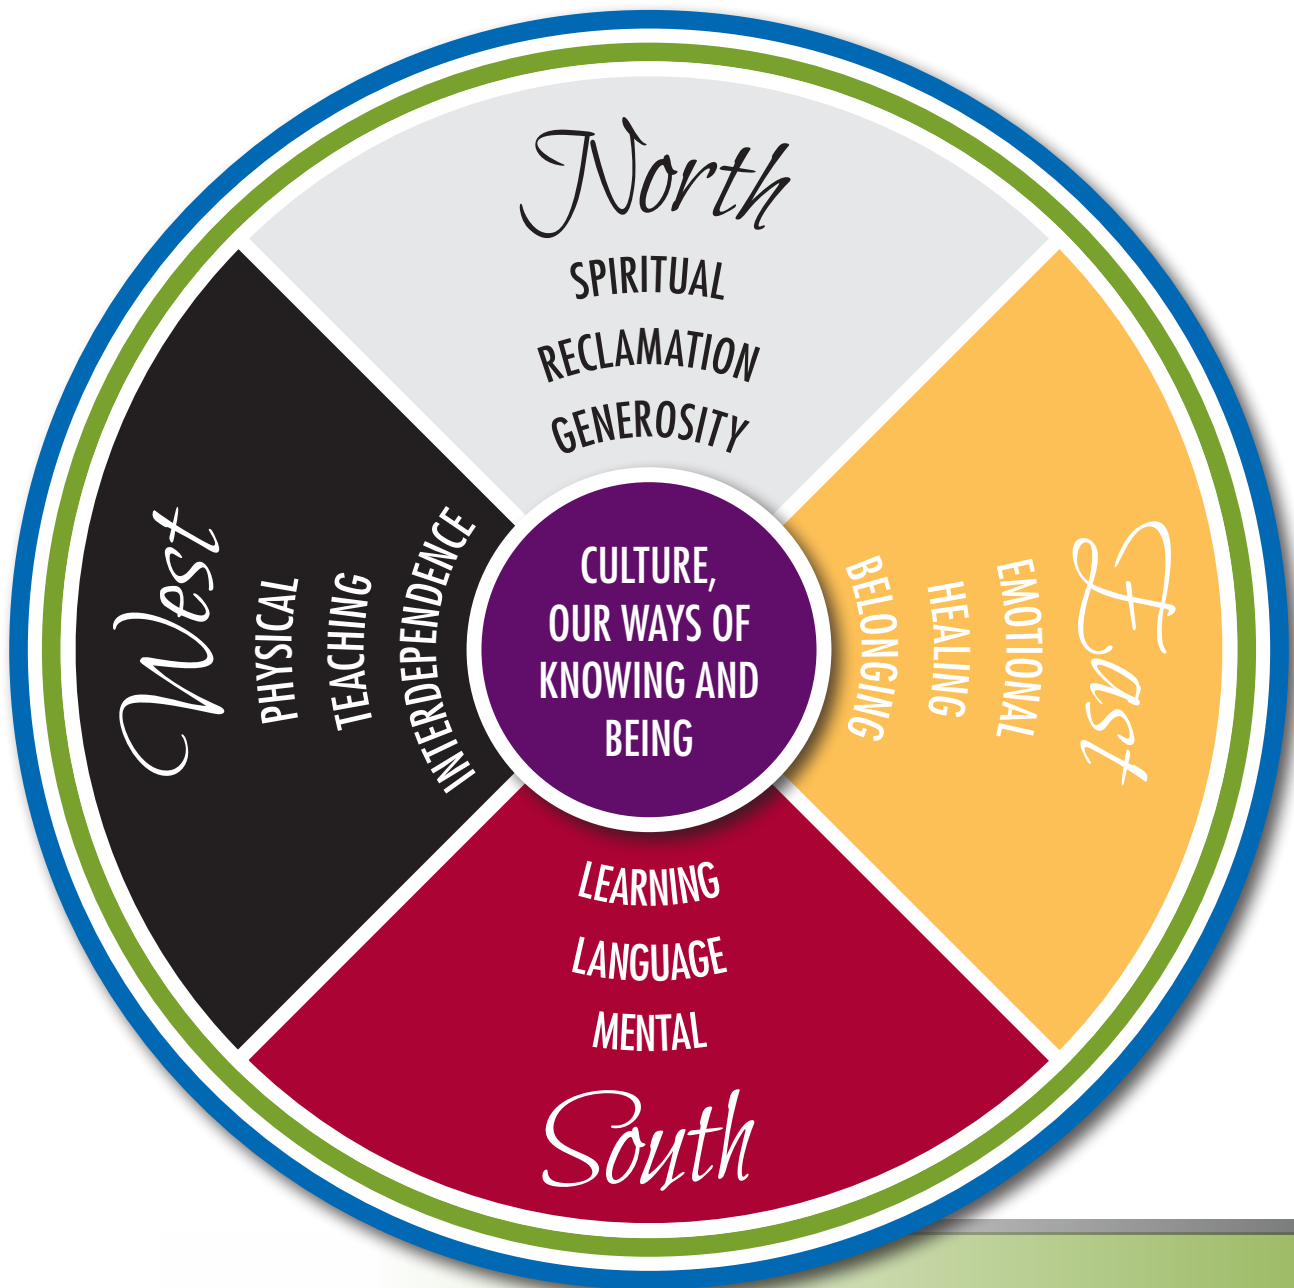 North
SPIRITUAL
RECLAMATION
GENEROSITY
West
PHYSICAL
TEACHING
INTERDEPENDENCE
CULTURE,
OUR WAYS OF
KNOWING AND
BEING
East
EMOTIONAL
HEALING
BELONGING
LEARNING
LANGUAGE
MENTAL
South